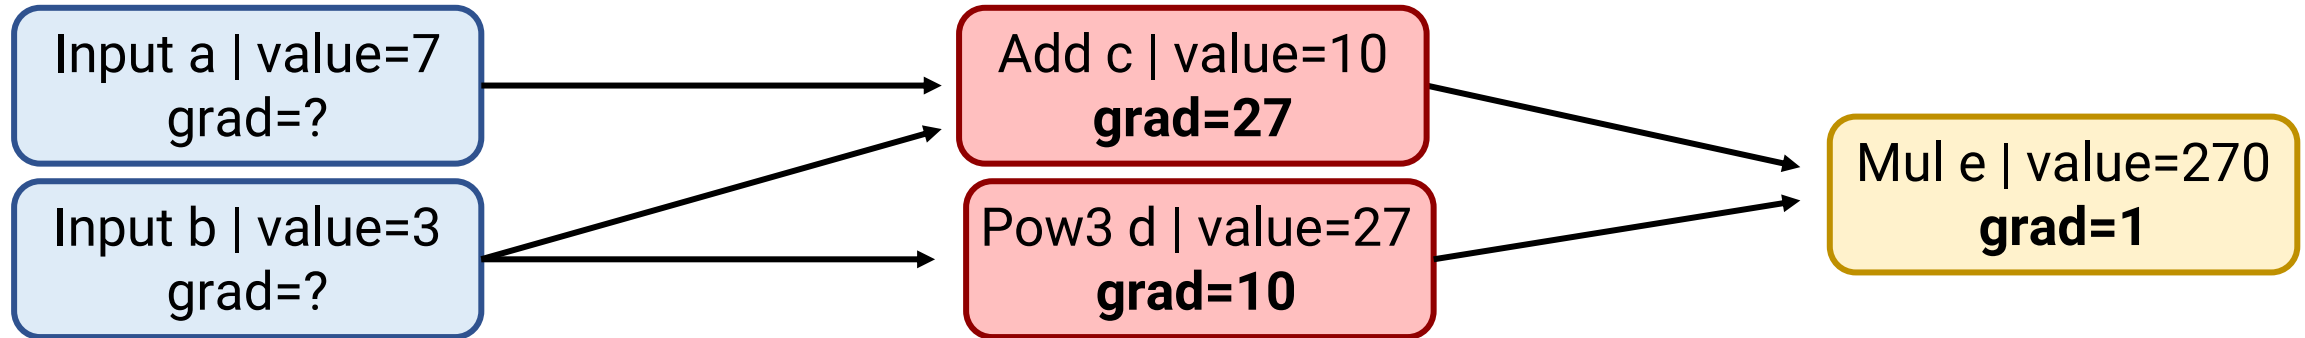 Input a | value=7
grad=?
Input b | value=3
grad=?
Add c | value=10
grad=27
Pow3 d | value=27
grad=10
Mul e | value=270
grad=1